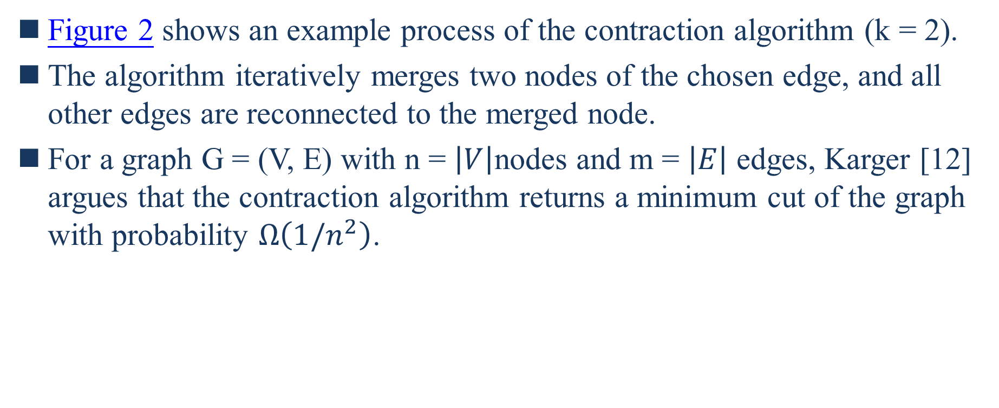 ■ Figure 2 shows an example process of the contraction algorithm (k = 2).
■ The algorithm iteratively merges two nodes of the chosen edge, and all
other edges are reconnected to the merged node.
■ For a graph G = (V, E) with n = |V|nodes and m = |E| edges, Karger [12]
argues that the contraction algorithm returns a minimum cut of the graph
with probability Ω(1/n²).